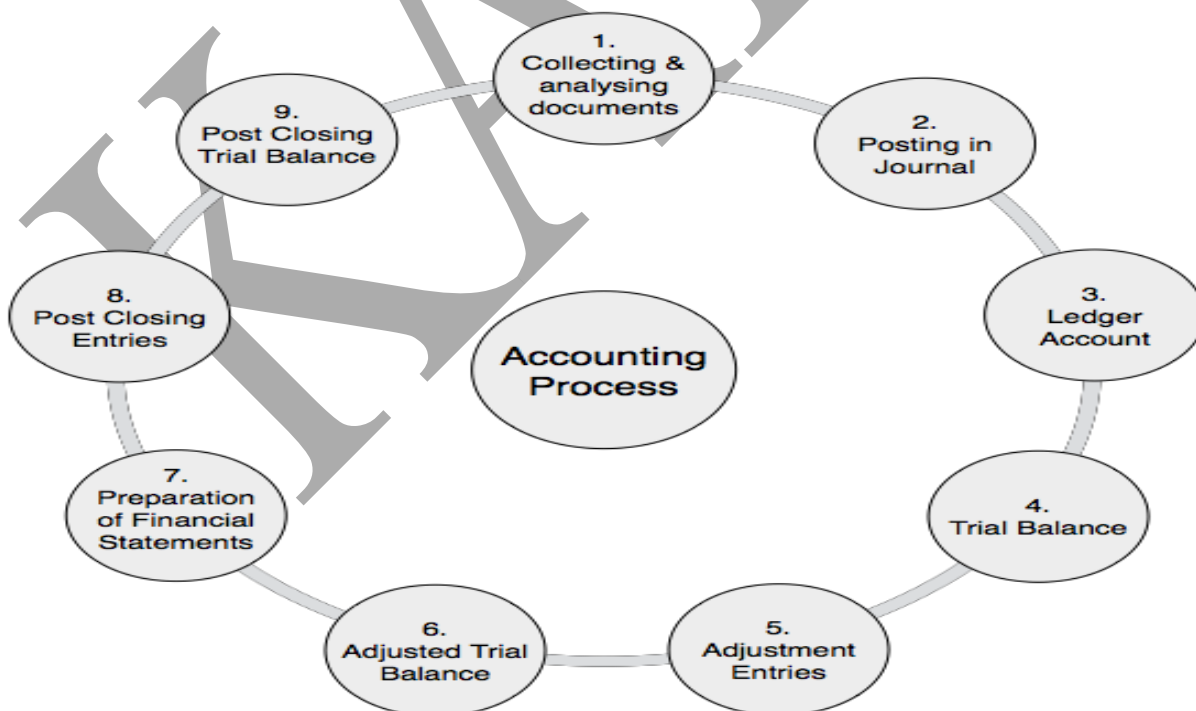 1.
Collecting &
analysing
documents
2.
Posting in
Journal
3.
Ledger
Account
4.
Trial Balance
5.
Adjustment
Entries
6.
Adjusted Trial
Balance
7.
Preparation
of Financial
Statements
8.
Post Closing
Entries
9.
Post Closing
Trial Balance
Accounting
Process